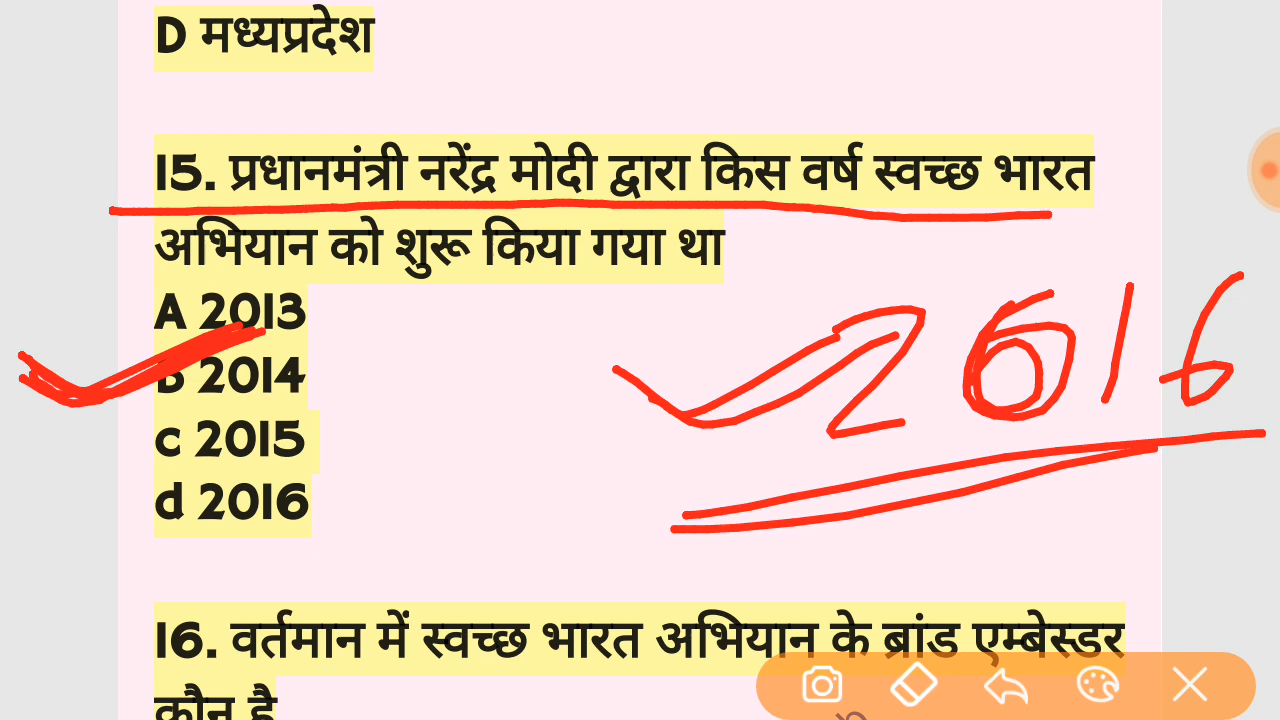 D मध्यप्रदेश
15. प्रधानमंत्री नरेंद्र मोदी द्वारा किस वर्ष स्वच्छ भारत
अभियान को शुरू किया गया था
A 2013
B 2014
2016
c 2015
d 2016
16. वर्तमान में स्वच्छ भारत अभियान के ब्रांड एम्बेस्डर
कौन है